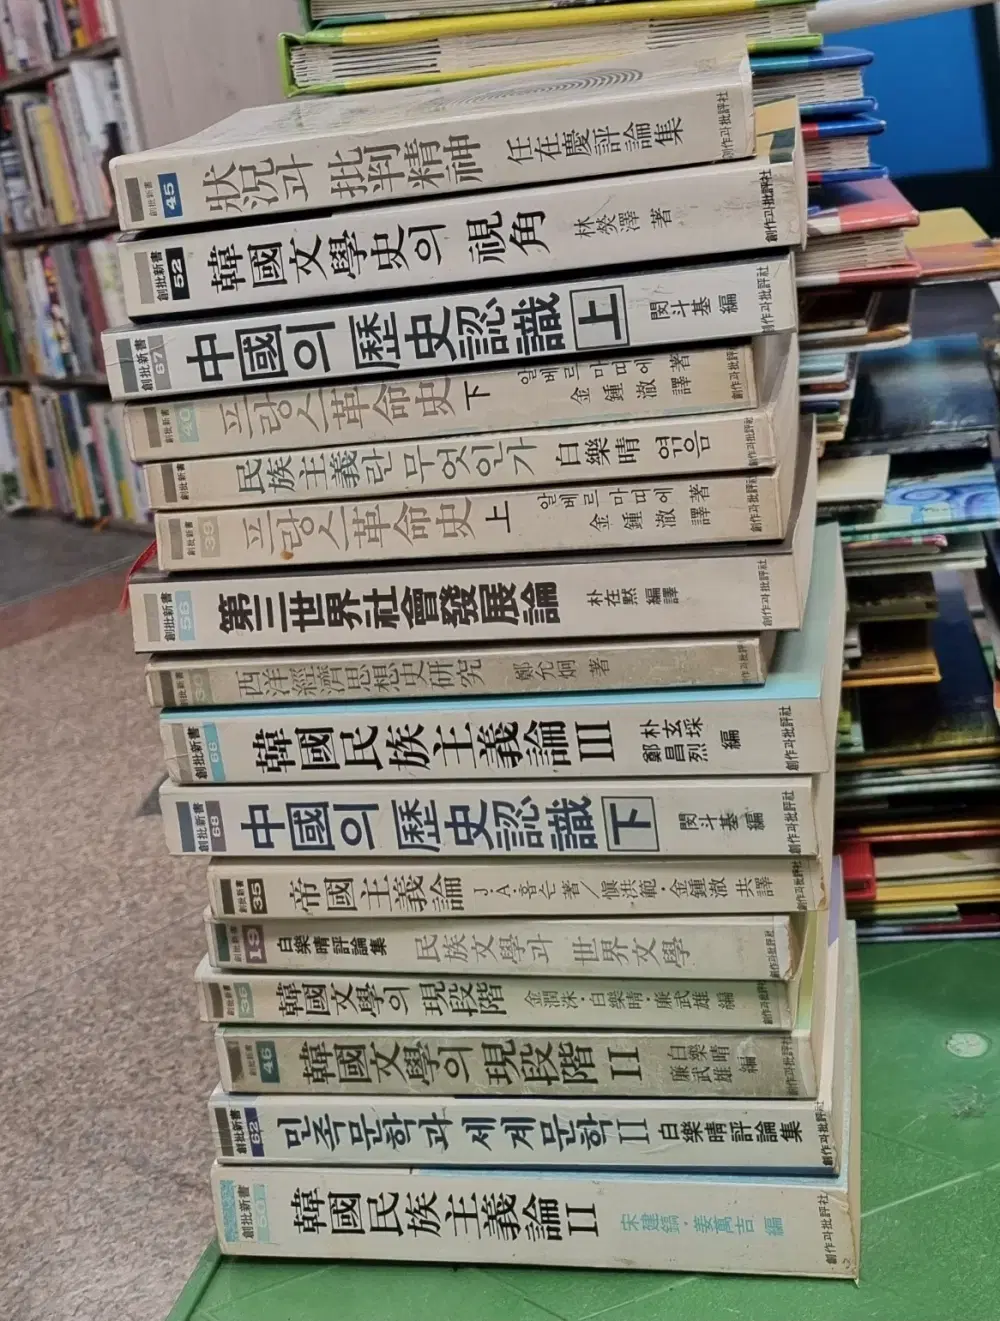 創批新書 45 狀況과 批判精神 任在慶評論集 創作과批評社
創批新書 52 韓國文學史의 視角 林熒澤 著 創作과批評社
創批新書 67 中國의 歷史認識 上 閔斗基 編 創作과批評社
創批新書 40 프랑스革命史 下 알베르 마띠에 著 金鍾澈 譯 創作과批評社
創批新書 民族主義란 무엇인가 白樂晴 엮음 創作과批評社
創批新書 39 프랑스革命史 上 알베르 마띠에 著 金鍾澈 譯 創作과批評社
創批新書 56 第三世界社會發展論 朴在默 編譯 創作과批評社
創批新書 30 西洋經濟思想史硏究 鄭允炯 著 創作과批評社
創批新書 66 韓國民族主義論 III 朴玄埰 鄭昌烈 編 創作과批評社
創批新書 68 中國의 歷史認識 下 閔斗基 編 創作과批評社
創批新書 35 帝國主義論 J·A·홉슨 著/愼洪範·金鍾澈 共譯 創作과批評社
創批新書 19 白樂晴評論集 民族文學과 世界文學 創作과批評社
創批新書 36 韓國文學의 現段階 金潤洙·白樂晴·廉武雄 編 創作과批評社
創批新書 46 韓國文學의 現段階 II 白樂晴 廉武雄 編 創作과批評社
創批新書 62 민족문학과 세계문학 II 白樂晴評論集 創作과批評社
創批新書 50 韓國民族主義論 II 宋建鎬·姜萬吉 編 創作과批評社